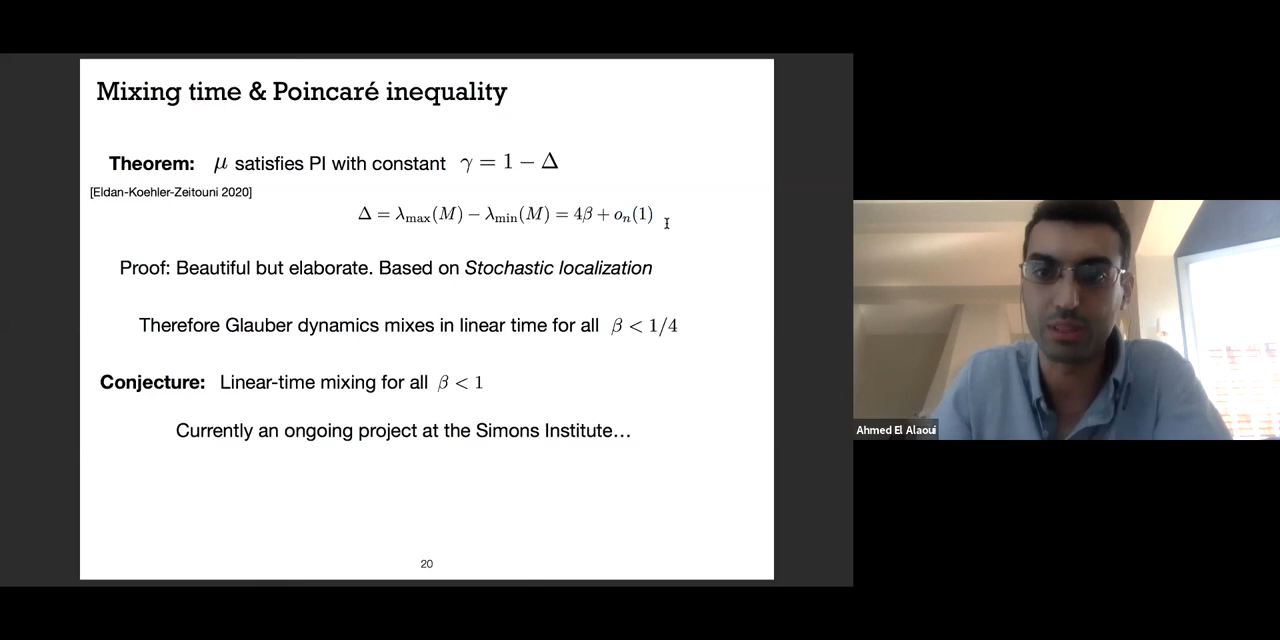 Mixing time & Poincaré inequality
Theorem: μ satisfies PI with constant γ = 1 − Δ
[Eldan-Koehler-Zeitouni 2020]
Δ = λmax(M) − λmin(M) = 4β + oₙ(1)
Proof: Beautiful but elaborate. Based on Stochastic localization
Therefore Glauber dynamics mixes in linear time for all β < 1/4
Conjecture: Linear-time mixing for all β < 1
Currently an ongoing project at the Simons Institute…
20
Ahmed El Alaoui